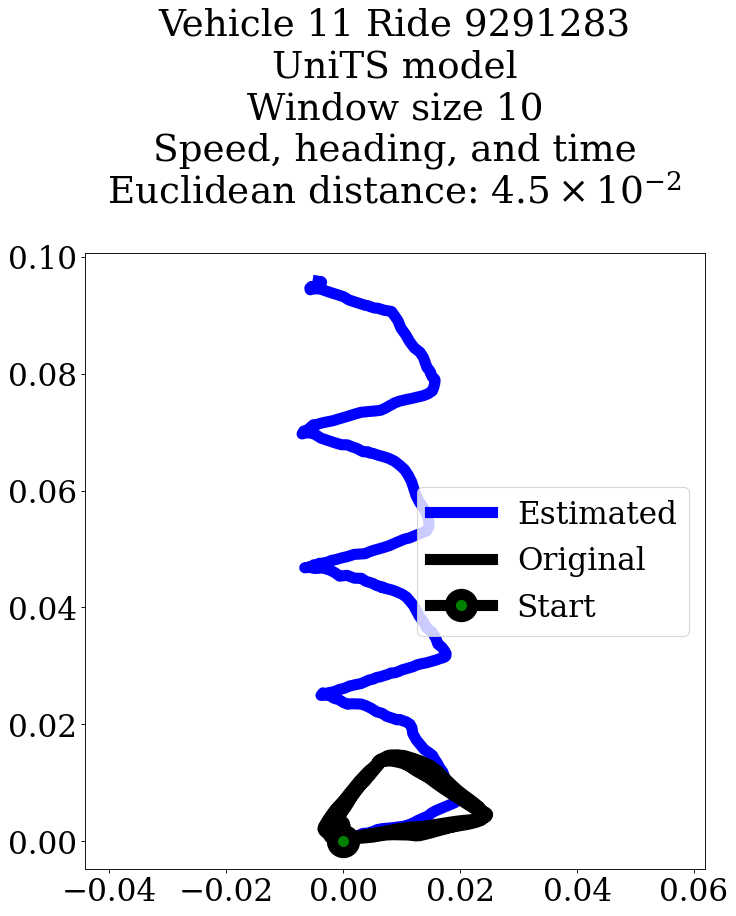 Vehicle 11 Ride 9291283
UniTS model
Window size 10
Speed, heading, and time
Euclidean distance: 4.5 × 10⁻²
0.10
0.08
0.06
0.04
0.02
0.00
Estimated
Original
Start
−0.04 −0.02 0.00 0.02 0.04 0.06